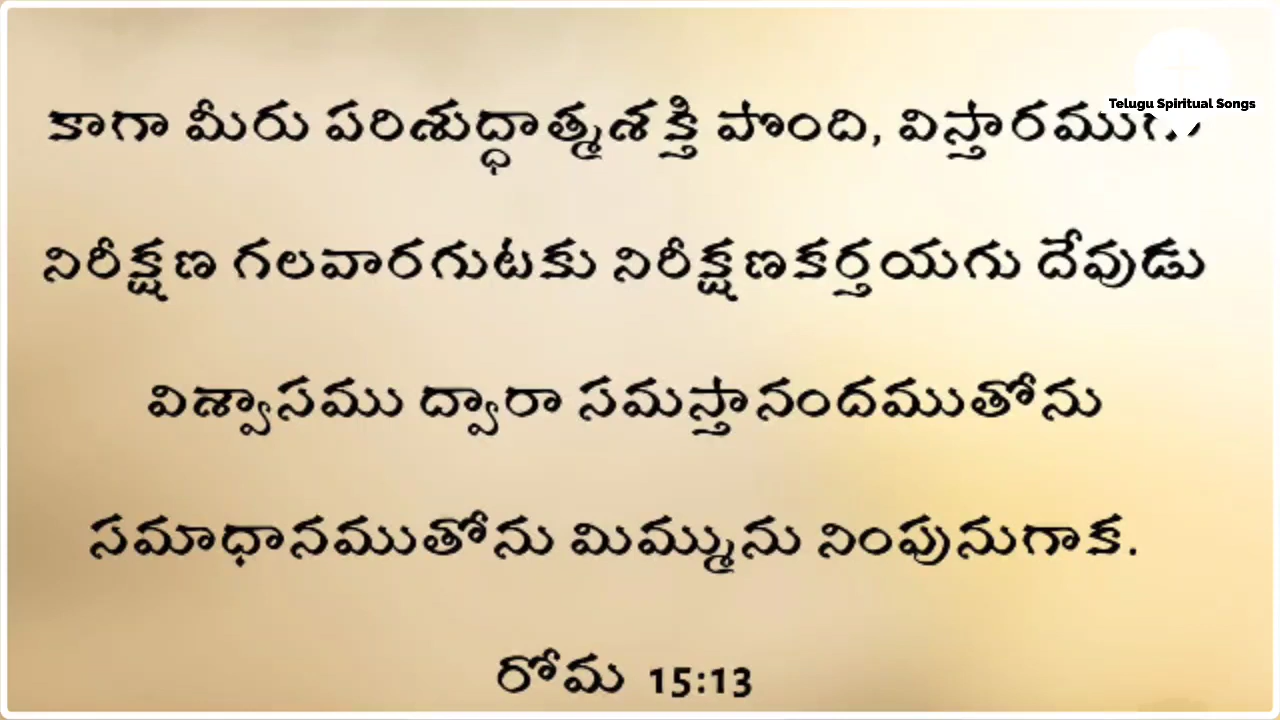 Telugu Spiritual Songs
కాగా మీరు పరిశుద్ధాత్మశక్తి పొంది, విస్తారముగా
నిరీక్షణ గలవారగుటకు నిరీక్షణకర్తయగు దేవుడు
విశ్వాసము ద్వారా సమస్తానందముతోను
సమాధానముతోను మిమ్మును నింపునుగాక.
రోమ 15:13